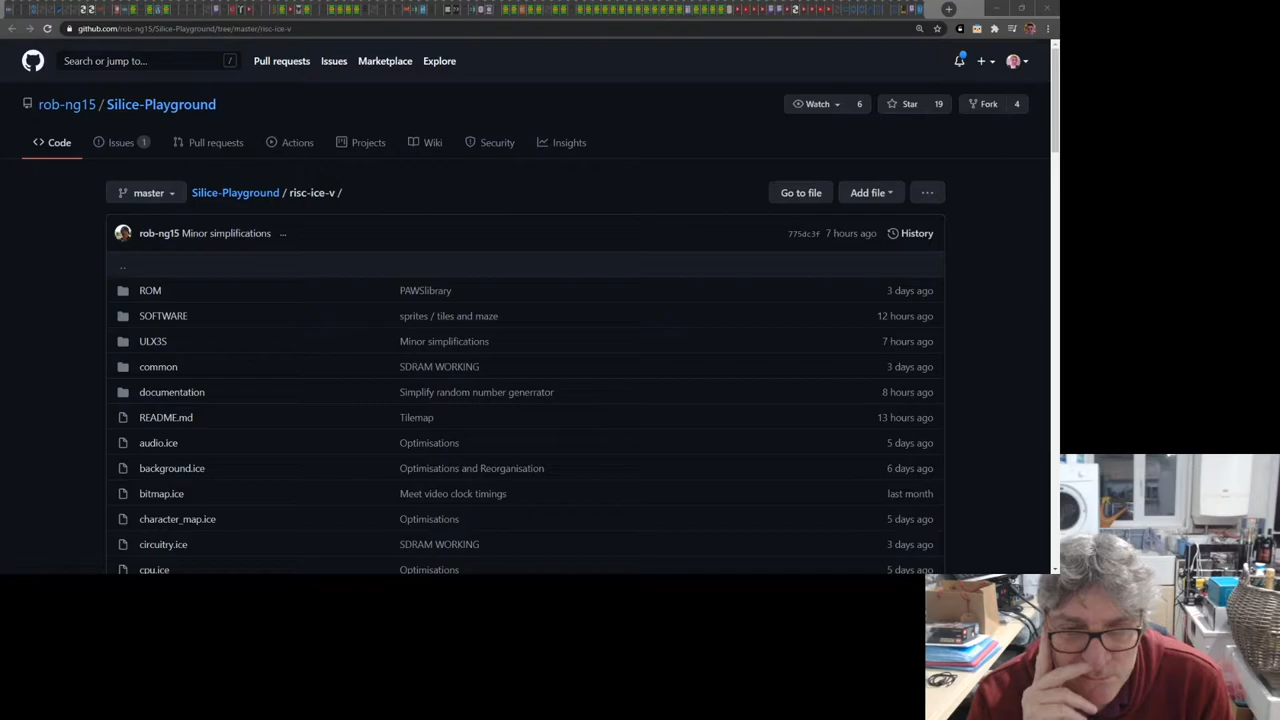 github.com/rob-ng15/Silice-Playground/tree/master/risc-ice-v
Search or jump to... /
Pull requests Issues Marketplace Explore
rob-ng15 / Silice-Playground
Watch 6 Star 19 Fork 4
Code Issues 1 Pull requests Actions Projects Wiki Security Insights
master Silice-Playground / risc-ice-v / Go to file Add file ...
rob-ng15 Minor simplifications ... 775dc3f 7 hours ago History
..
ROM PAWSlibrary 3 days ago
SOFTWARE sprites / tiles and maze 12 hours ago
ULX3S Minor simplifications 7 hours ago
common SDRAM WORKING 3 days ago
documentation Simplify random number generrator 8 hours ago
README.md Tilemap 13 hours ago
audio.ice Optimisations 5 days ago
background.ice Optimisations and Reorganisation 6 days ago
bitmap.ice Meet video clock timings last month
character_map.ice Optimisations 5 days ago
circuitry.ice SDRAM WORKING 3 days ago
cpu.ice Optimisations 5 days ago